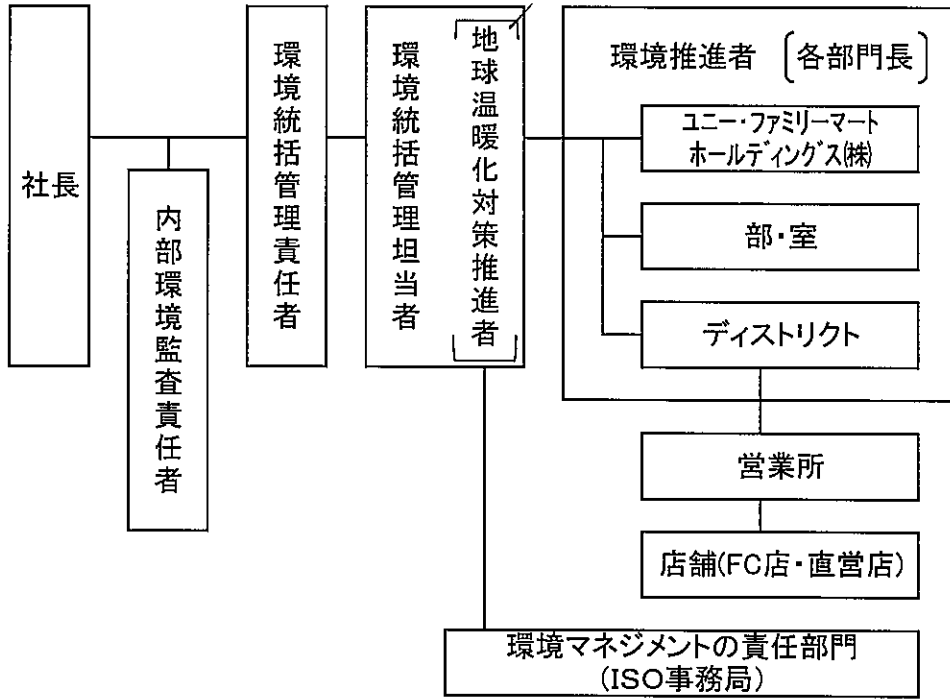 社長
内部環境監査責任者
環境統括管理責任者
環境統括管理担当者
〔地球温暖化対策推進者〕
環境推進者〔各部門長〕
ユニー・ファミリーマート
ホールディングス(株)
部・室
ディストリクト
営業所
店舗(FC店・直営店)
環境マネジメントの責任部門
(ISO事務局)